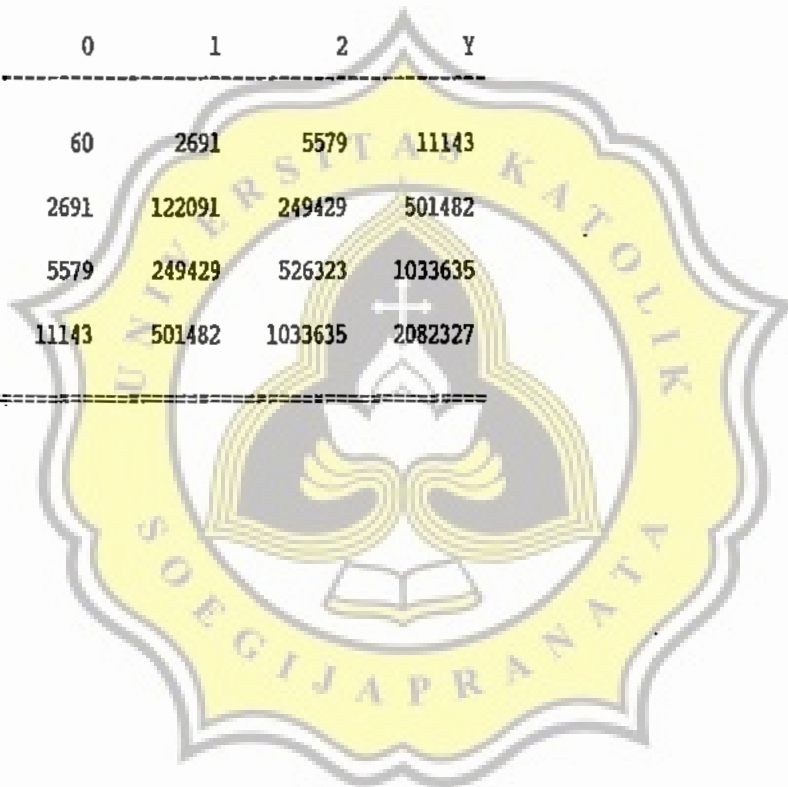 0 1 2 Y
60 2691 5579 11143
2691 122091 249429 501482
5579 249429 526323 1033635
11143 501482 1033635 2082327
UNIVERSITAS KATOLIK
SOEGIJAPRANATA